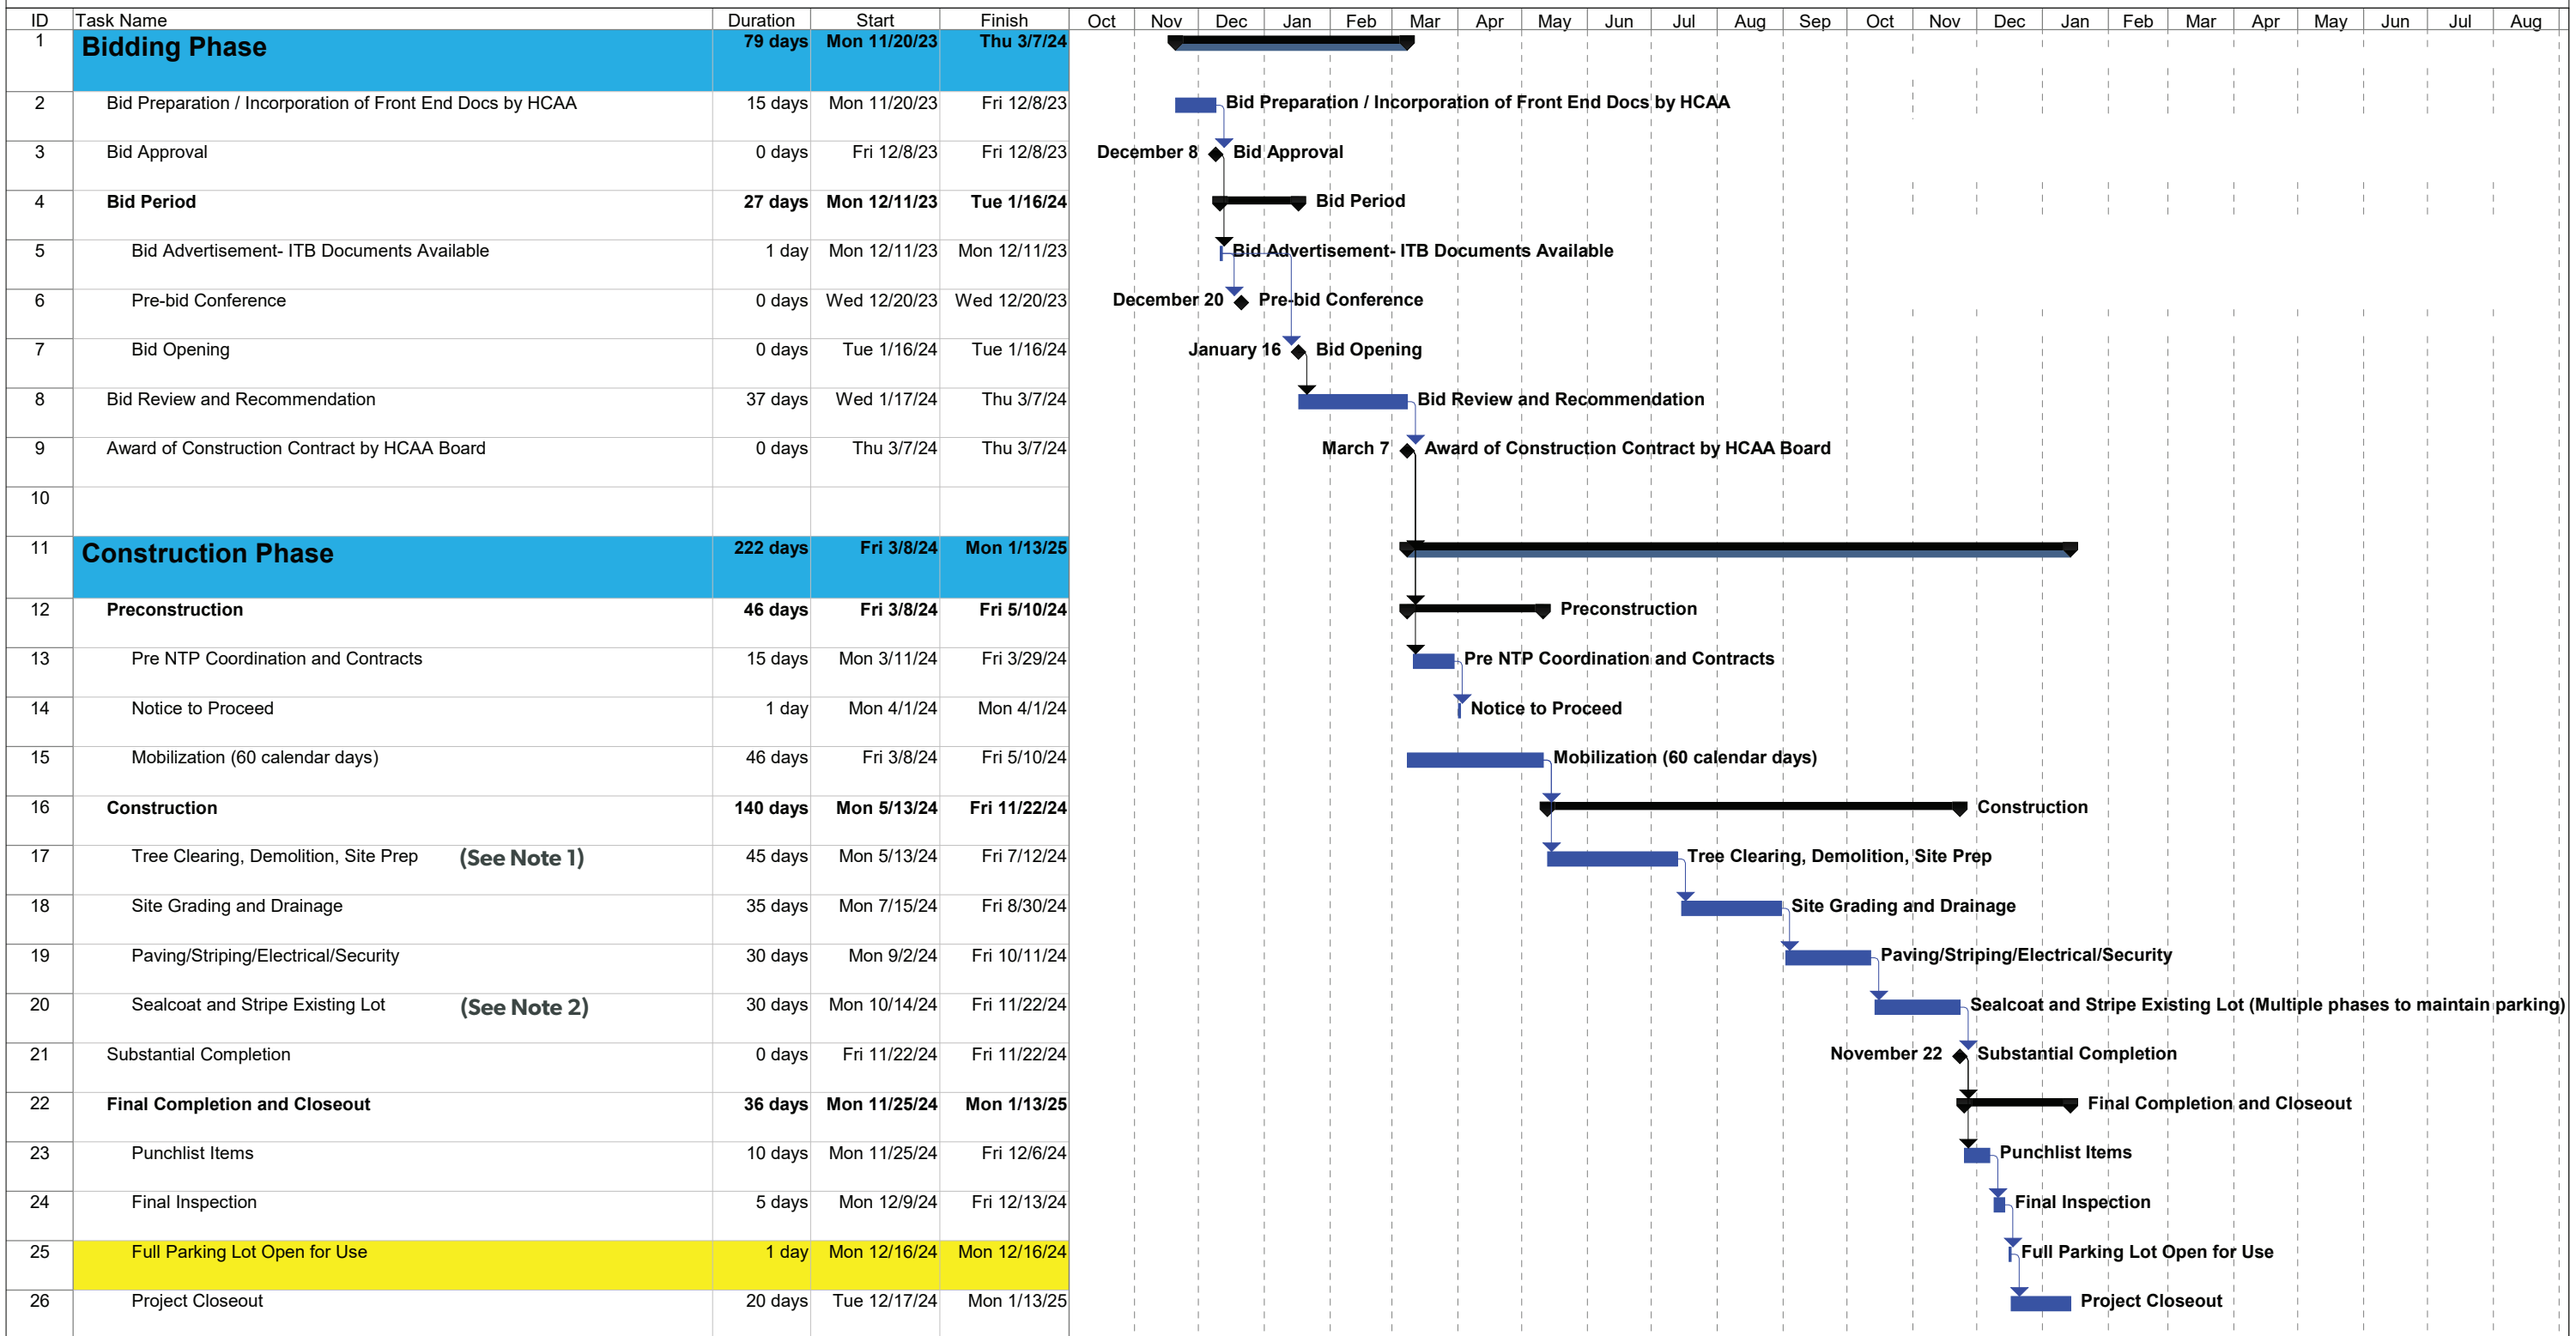 ID Task Name Duration Start Finish Oct Nov Dec Jan Feb Mar Apr May Jun Jul Aug Sep Oct Nov Dec Jan Feb Mar Apr May Jun Jul Aug
1 Bidding Phase 79 days Mon 11/20/23 Thu 3/7/24
2 Bid Preparation / Incorporation of Front End Docs by HCAA 15 days Mon 11/20/23 Fri 12/8/23 Bid Preparation / Incorporation of Front End Docs by HCAA
3 Bid Approval 0 days Fri 12/8/23 Fri 12/8/23 December 8 Bid Approval
4 Bid Period 27 days Mon 12/11/23 Tue 1/16/24 Bid Period
5 Bid Advertisement- ITB Documents Available 1 day Mon 12/11/23 Mon 12/11/23 Bid Advertisement- ITB Documents Available
6 Pre-bid Conference 0 days Wed 12/20/23 Wed 12/20/23 December 20 Pre-bid Conference
7 Bid Opening 0 days Tue 1/16/24 Tue 1/16/24 January 16 Bid Opening
8 Bid Review and Recommendation 37 days Wed 1/17/24 Thu 3/7/24 Bid Review and Recommendation
9 Award of Construction Contract by HCAA Board 0 days Thu 3/7/24 Thu 3/7/24 March 7 Award of Construction Contract by HCAA Board
10
11 Construction Phase 222 days Fri 3/8/24 Mon 1/13/25
12 Preconstruction 46 days Fri 3/8/24 Fri 5/10/24 Preconstruction
13 Pre NTP Coordination and Contracts 15 days Mon 3/11/24 Fri 3/29/24 Pre NTP Coordination and Contracts
14 Notice to Proceed 1 day Mon 4/1/24 Mon 4/1/24 Notice to Proceed
15 Mobilization (60 calendar days) 46 days Fri 3/8/24 Fri 5/10/24 Mobilization (60 calendar days)
16 Construction 140 days Mon 5/13/24 Fri 11/22/24 Construction
17 Tree Clearing, Demolition, Site Prep (See Note 1) 45 days Mon 5/13/24 Fri 7/12/24 Tree Clearing, Demolition, Site Prep
18 Site Grading and Drainage 35 days Mon 7/15/24 Fri 8/30/24 Site Grading and Drainage
19 Paving/Striping/Electrical/Security 30 days Mon 9/2/24 Fri 10/11/24 Paving/Striping/Electrical/Security
20 Sealcoat and Stripe Existing Lot (See Note 2) 30 days Mon 10/14/24 Fri 11/22/24 Sealcoat and Stripe Existing Lot (Multiple phases to maintain parking)
21 Substantial Completion 0 days Fri 11/22/24 Fri 11/22/24 November 22 Substantial Completion
22 Final Completion and Closeout 36 days Mon 11/25/24 Mon 1/13/25 Final Completion and Closeout
23 Punchlist Items 10 days Mon 11/25/24 Fri 12/6/24 Punchlist Items
24 Final Inspection 5 days Mon 12/9/24 Fri 12/13/24 Final Inspection
25 Full Parking Lot Open for Use 1 day Mon 12/16/24 Mon 12/16/24 Full Parking Lot Open for Use
26 Project Closeout 20 days Tue 12/17/24 Mon 1/13/25 Project Closeout